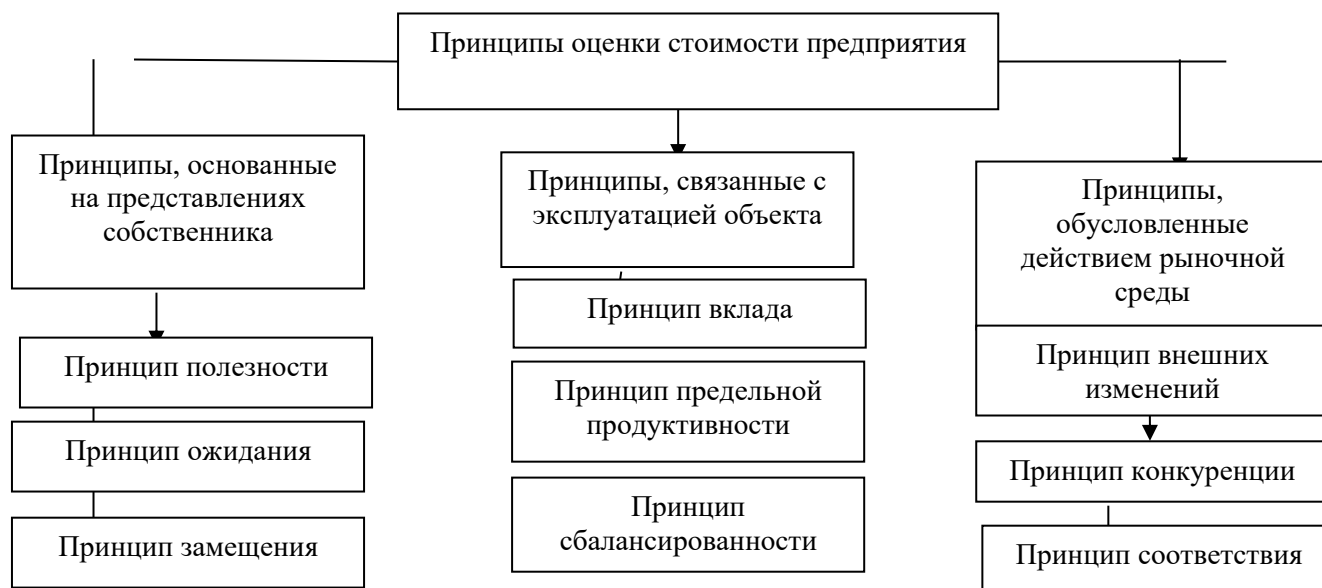 Принципы оценки стоимости предприятия
Принципы, основанные
на представлениях
собственника
Принцип полезности
Принцип ожидания
Принцип замещения
Принципы, связанные с
эксплуатацией объекта
Принцип вклада
Принцип предельной
продуктивности
Принцип
сбалансированности
Принципы,
обусловленные
действием рыночной
среды
Принцип внешних
изменений
Принцип конкуренции
Принцип соответствия